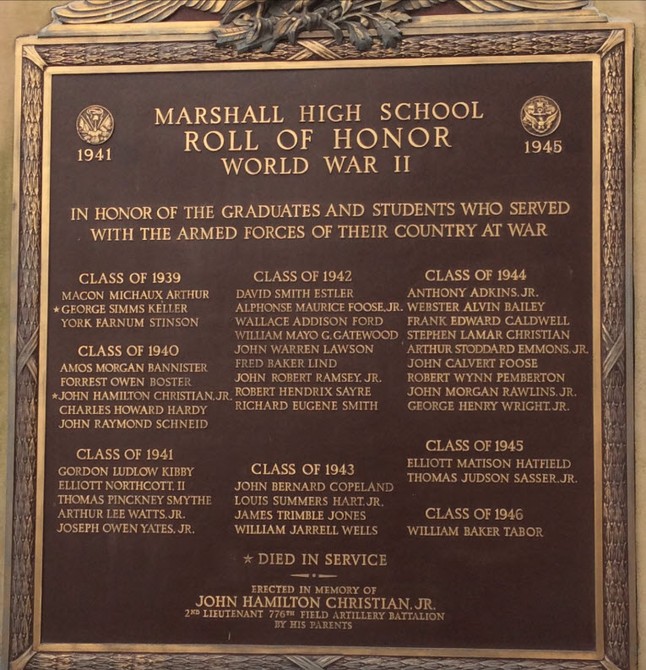 MARSHALL HIGH SCHOOL
ROLL OF HONOR
WORLD WAR II
1941
1945
IN HONOR OF THE GRADUATES AND STUDENTS WHO SERVED
WITH THE ARMED FORCES OF THEIR COUNTRY AT WAR
CLASS OF 1939
MACON MICHAUX ARTHUR
★GEORGE SIMMS KELLER
YORK FARNUM STINSON
CLASS OF 1940
AMOS MORGAN BANNISTER
FORREST OWEN BOSTER
★JOHN HAMILTON CHRISTIAN, JR.
CHARLES HOWARD HARDY
JOHN RAYMOND SCHNEID
CLASS OF 1941
GORDON LUDLOW KIBBY
ELLIOTT NORTHCOTT. II
THOMAS PINCKNEY SMYTHE
ARTHUR LEE WATTS, JR.
JOSEPH OWEN YATES, JR.
CLASS OF 1942
DAVID SMITH ESTLER
ALPHONSE MAURICE FOOSE, JR.
WALLACE ADDISON FORD
WILLIAM MAYO G. GATEWOOD
JOHN WARREN LAWSON
FRED BAKER LIND
JOHN ROBERT RAMSEY, JR.
ROBERT HENDRIX SAYRE
RICHARD EUGENE SMITH
CLASS OF 1943
JOHN BERNARD COPELAND
LOUIS SUMMERS HART, JR.
JAMES TRIMBLE JONES
WILLIAM JARRELL WELLS
CLASS OF 1944
ANTHONY ADKINS, JR.
WEBSTER ALVIN BAILEY
FRANK EDWARD CALDWELL
STEPHEN LAMAR CHRISTIAN
ARTHUR STODDARD EMMONS, JR.
JOHN CALVERT FOOSE
ROBERT WYNN PEMBERTON
JOHN MORGAN RAWLINS, JR.
GEORGE HENRY WRIGHT, JR.
CLASS OF 1945
ELLIOTT MATISON HATFIELD
THOMAS JUDSON SASSER, JR.
CLASS OF 1946
WILLIAM BAKER TABOR
★ DIED IN SERVICE
ERECTED IN MEMORY OF
JOHN HAMILTON CHRISTIAN, JR.
2ND LIEUTENANT 776TH FIELD ARTILLERY BATTALION
BY HIS PARENTS